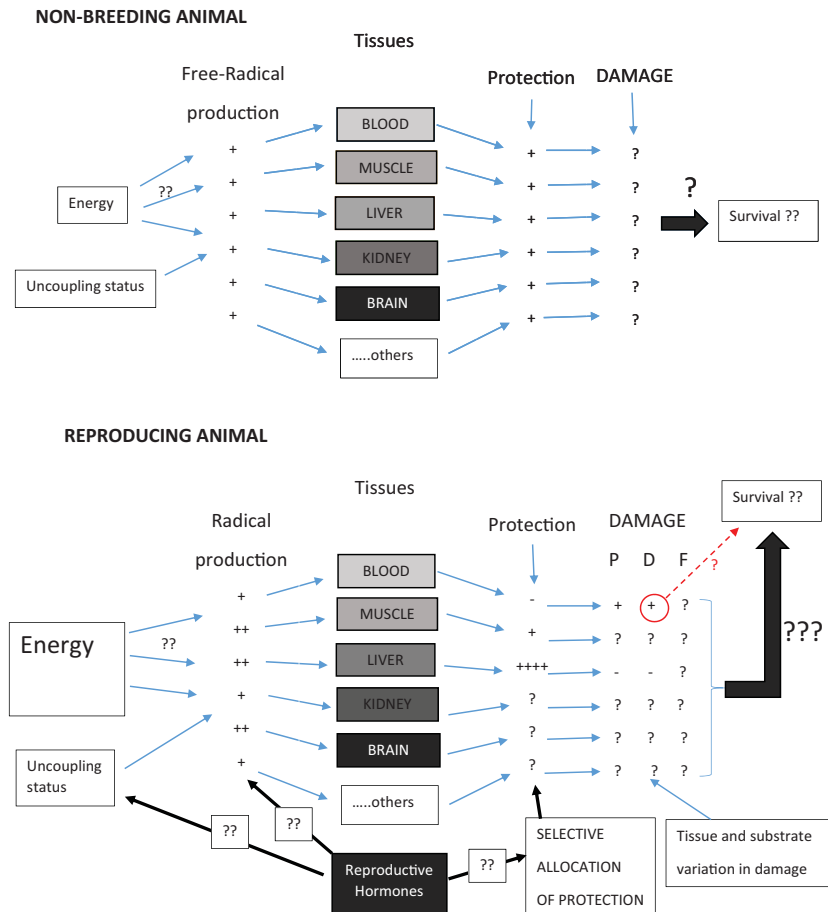 NON-BREEDING ANIMAL
Tissues
Free-Radical
production
Protection
DAMAGE
BLOOD
MUSCLE
LIVER
KIDNEY
BRAIN
…..others
+
+
+
+
+
+
Energy
??
Uncoupling status
+
+
+
+
+
+
?
?
?
?
?
?
?
Survival ??
REPRODUCING ANIMAL
Tissues
Radical
production
Protection
DAMAGE
P D F
Survival ??
?
BLOOD
MUSCLE
LIVER
KIDNEY
BRAIN
…..others
+
++
++
+
++
+
Energy
??
Uncoupling
status
-
+
++++
?
?
?
+ + ?
? ? ?
- - ?
? ? ?
? ? ?
? ? ?
???
??
??
Reproductive
Hormones
??
SELECTIVE
ALLOCATION
OF PROTECTION
Tissue and substrate
variation in damage